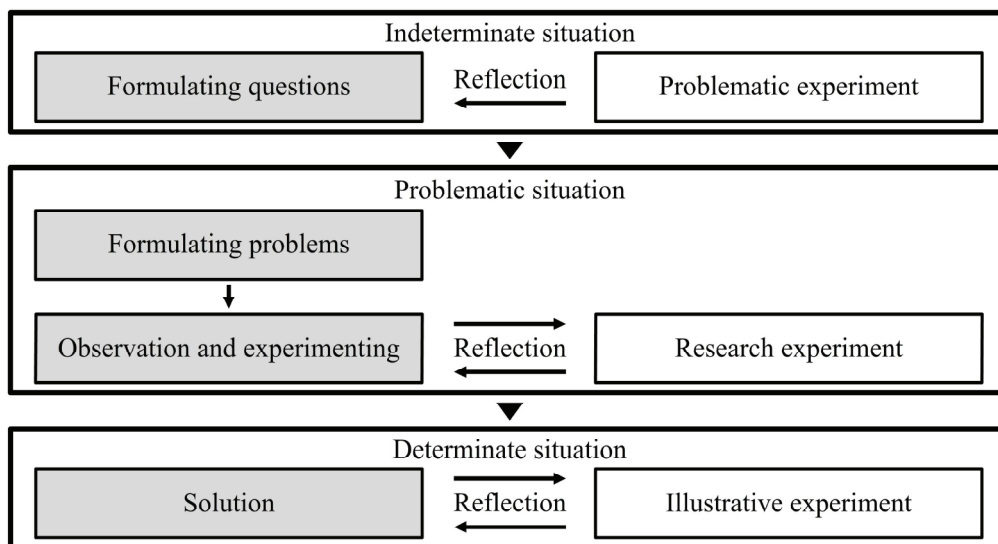 Indeterminate situation
Formulating questions
Reflection
Problematic experiment
Problematic situation
Formulating problems
Observation and experimenting
Reflection
Research experiment
Determinate situation
Solution
Reflection
Illustrative experiment